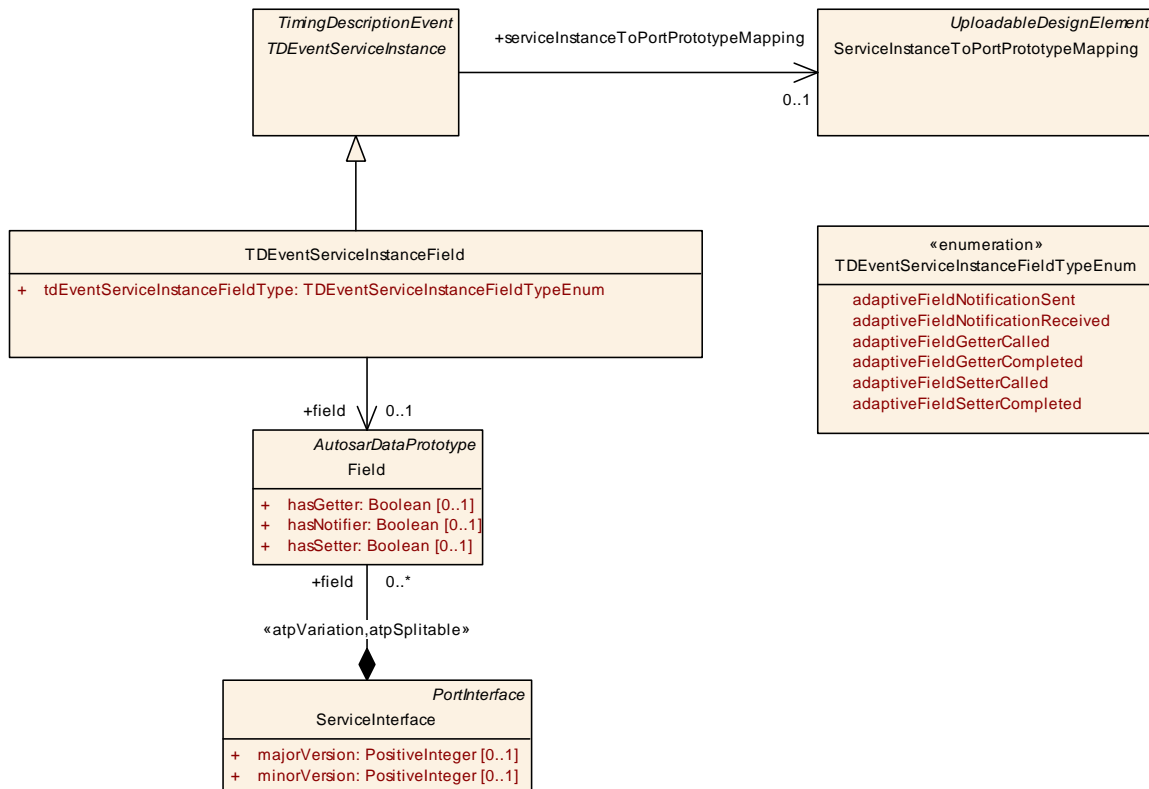 TimingDescriptionEvent
TDEventServiceInstance
+serviceInstanceToPortPrototypeMapping
0..1
UploadableDesignElement
ServiceInstanceToPortPrototypeMapping
TDEventServiceInstanceField
+ tdEventServiceInstanceFieldType: TDEventServiceInstanceFieldTypeEnum
«enumeration»
TDEventServiceInstanceFieldTypeEnum
adaptiveFieldNotificationSent
adaptiveFieldNotificationReceived
adaptiveFieldGetterCalled
adaptiveFieldGetterCompleted
adaptiveFieldSetterCalled
adaptiveFieldSetterCompleted
+field 0..1
AutosarDataPrototype
Field
+ hasGetter: Boolean [0..1]
+ hasNotifier: Boolean [0..1]
+ hasSetter: Boolean [0..1]
+field 0..*
«atpVariation,atpSplitable»
PortInterface
ServiceInterface
+ majorVersion: PositiveInteger [0..1]
+ minorVersion: PositiveInteger [0..1]